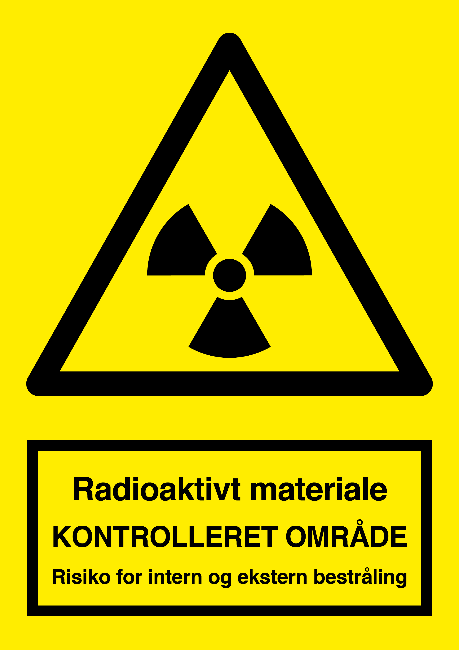 Radioaktivt materiale
KONTROLLERET OMRÅDE
Risiko for intern og ekstern bestråling